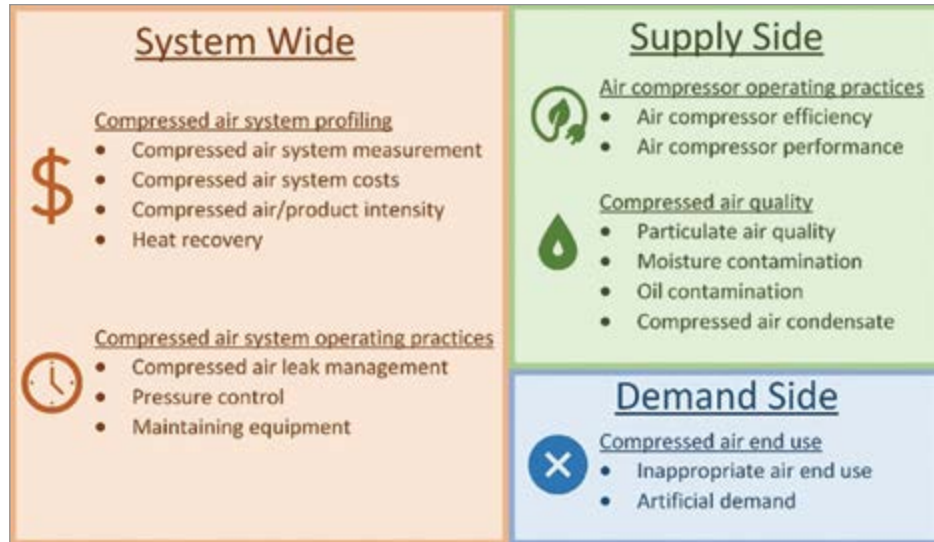 System Wide
Compressed air system profiling
● Compressed air system measurement
● Compressed air system costs
● Compressed air/product intensity
● Heat recovery
Compressed air system operating practices
● Compressed air leak management
● Pressure control
● Maintaining equipment
Supply Side
Air compressor operating practices
● Air compressor efficiency
● Air compressor performance
Compressed air quality
● Particulate air quality
● Moisture contamination
● Oil contamination
● Compressed air condensate
Demand Side
Compressed air end use
● Inappropriate air end use
● Artificial demand